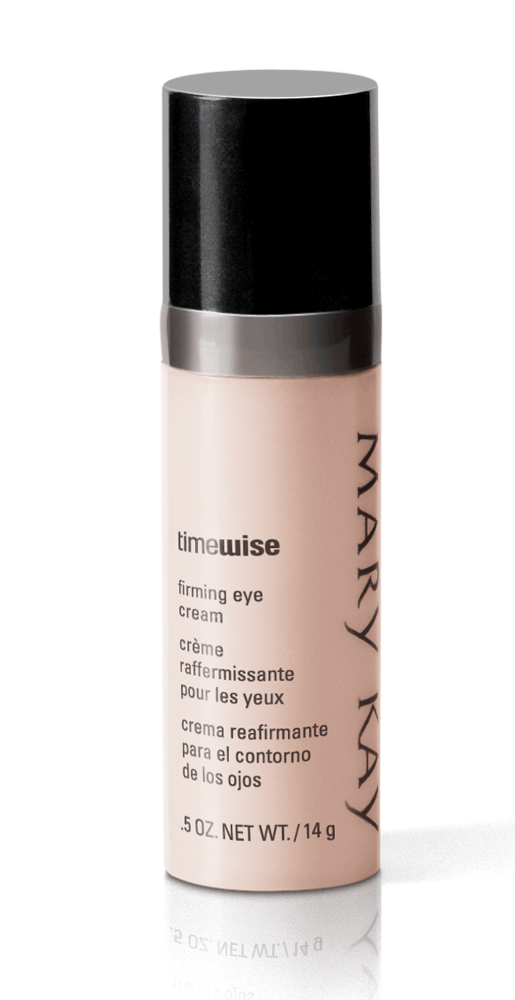 timewise
firming eye
cream
crème
raffermissante
pour les yeux
crema reafirmante
para el contorno
de los ojos
.5 OZ. NET WT. / 14 g
MARY KAY